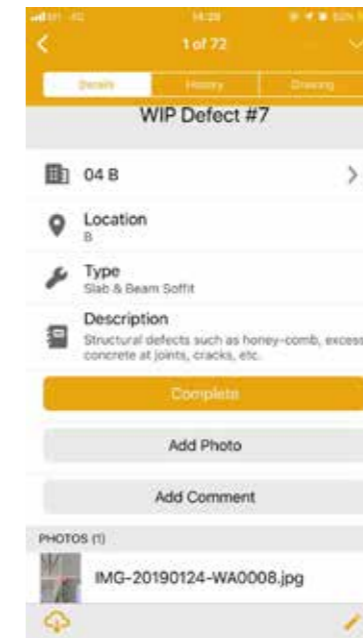 14:28
1 of 72
Details
History
Drawing
WIP Defect #7
04 B
Location
B
Type
Slab & Beam Soffit
Description
Structural defects such as honey-comb, excess
concrete at joints, cracks, etc.
Complete
Add Photo
Add Comment
PHOTOS (1)
IMG-20190124-WA0008.jpg